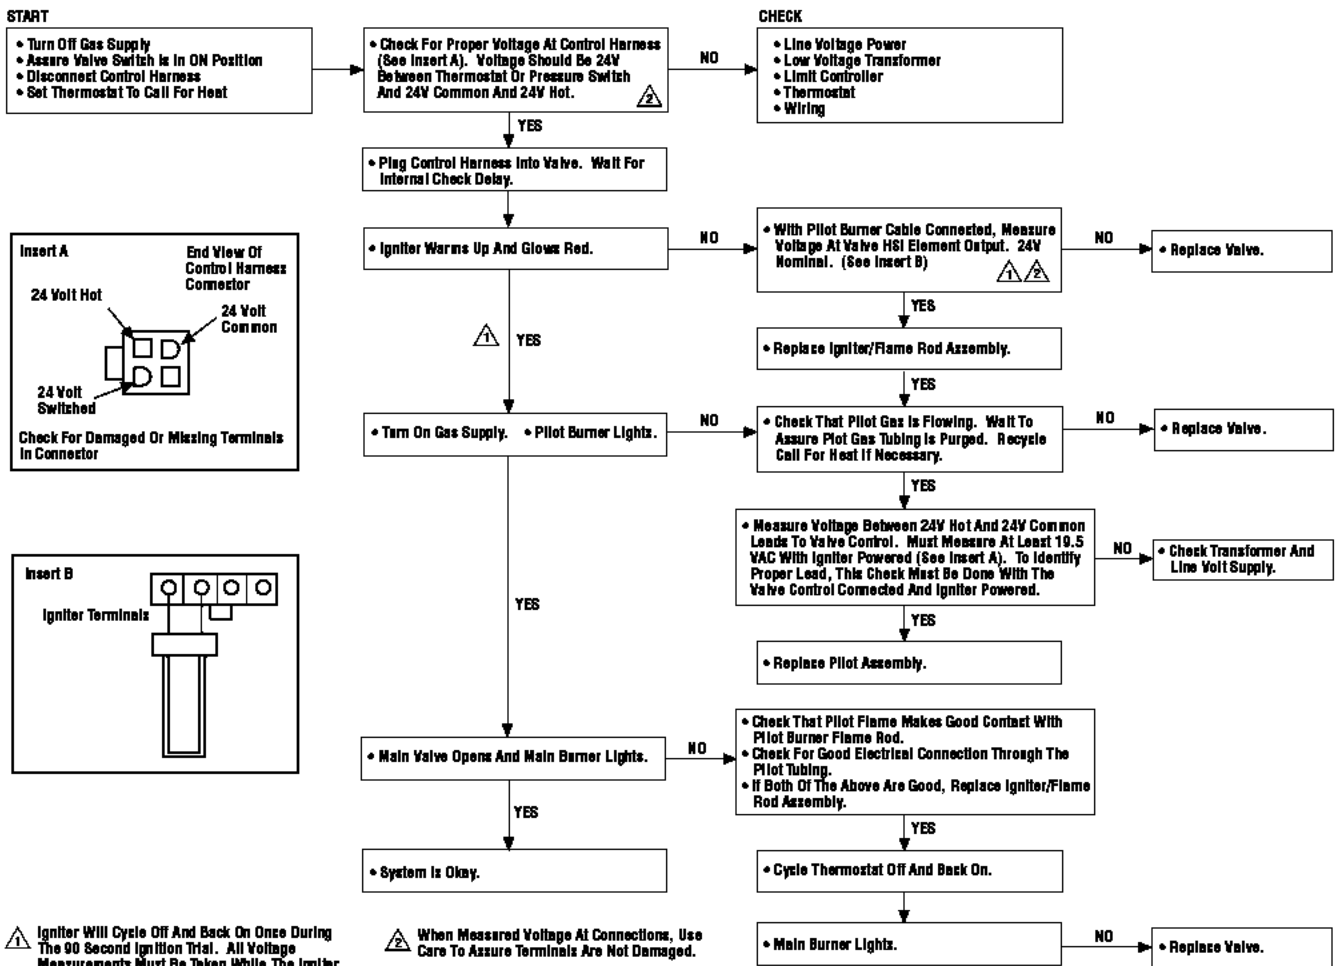 START
• Turn Off Gas Supply
• Assure Valve Switch Is In ON Position
• Disconnect Control Harness
• Set Thermostat To Call For Heat
• Check For Proper Voltage At Control Harness
(See Insert A). Voltage Should Be 24V
Between Thermostat Or Pressure Switch
And 24V Common And 24V Hot.
2
NO
CHECK
• Line Voltage Power
• Low Voltage Transformer
• Limit Controller
• Thermostat
• Wiring
YES
• Plug Control Harness Into Valve. Wait For
Internal Check Delay.
• Igniter Warms Up And Glows Red.
NO
• With Pilot Burner Cable Connected, Measure
Voltage At Valve HSI Element Output. 24V
Nominal. (See Insert B)
1 2
NO
• Replace Valve.
YES
• Replace Igniter/Flame Rod Assembly.
YES
1
YES
Insert A
End View Of
Control Harness
Connector
24 Volt Hot
24 Volt
Common
24 Volt
Switched
Check For Damaged Or Missing Terminals
In Connector
• Turn On Gas Supply. • Pilot Burner Lights.
NO
• Check That Pilot Gas Is Flowing. Wait To
Assure Plot Gas Tubing Is Purged. Recycle
Call For Heat If Necessary.
NO
• Replace Valve.
YES
• Measure Voltage Between 24V Hot And 24V Common
Leads To Valve Control. Must Measure At Least 19.5
VAC With Igniter Powered (See Insert A). To Identify
Proper Lead, This Check Must Be Done With The
Valve Control Connected And Igniter Powered.
NO
• Check Transformer And
Line Volt Supply.
YES
• Replace Pilot Assembly.
YES
Insert B
Igniter Terminals
• Main Valve Opens And Main Burner Lights.
NO
• Check That Pilot Flame Makes Good Contact With
Pilot Burner Flame Rod.
• Check For Good Electrical Connection Through The
Pilot Tubing.
• If Both Of The Above Are Good, Replace Igniter/Flame
Rod Assembly.
YES
YES
• System Is Okay.
• Cycle Thermostat Off And Back On.
• Main Burner Lights.
NO
• Replace Valve.
1 Igniter Will Cycle Off And Back On Once During
The 90 Second Ignition Trial. All Voltage
Measurements Must Be Taken While The Igniter
2 When Measured Voltage At Connections, Use
Care To Assure Terminals Are Not Damaged.